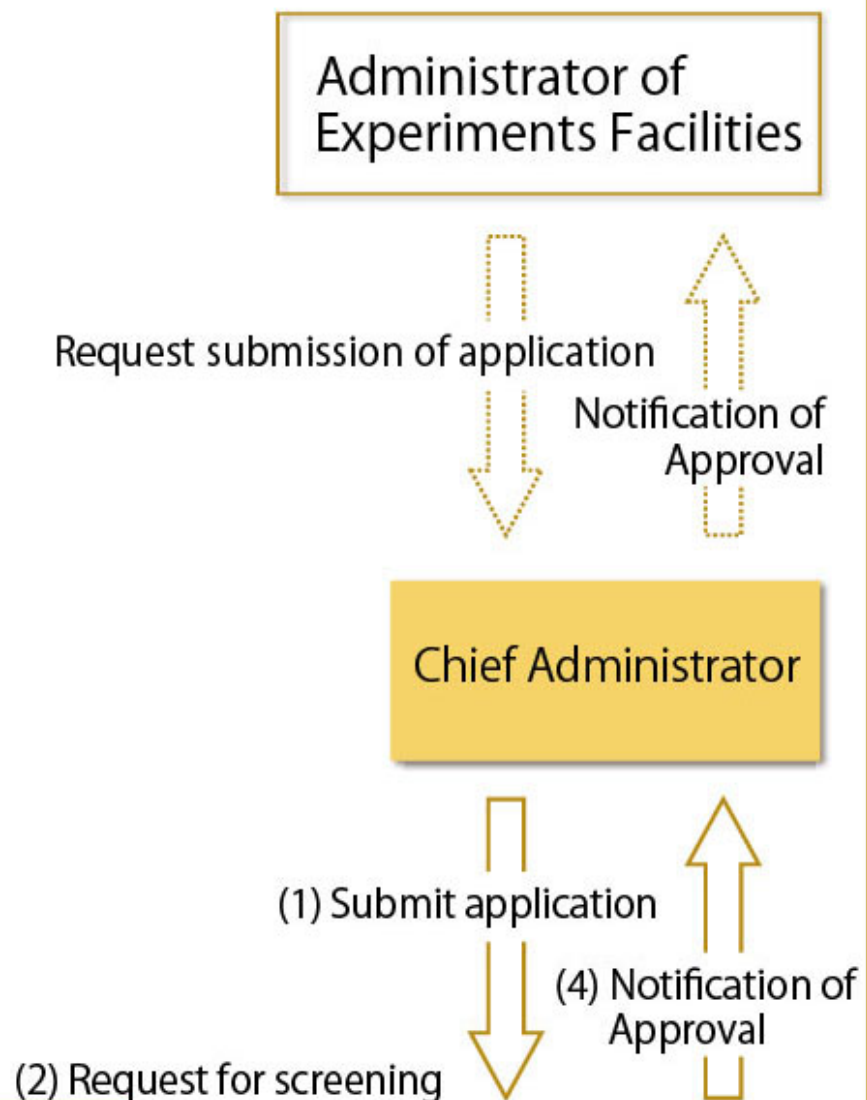 Administrator of
Experiments Facilities
Request submission of application
Notification of
Approval
Chief Administrator
(1) Submit application
(4) Notification of
Approval
(2) Request for screening